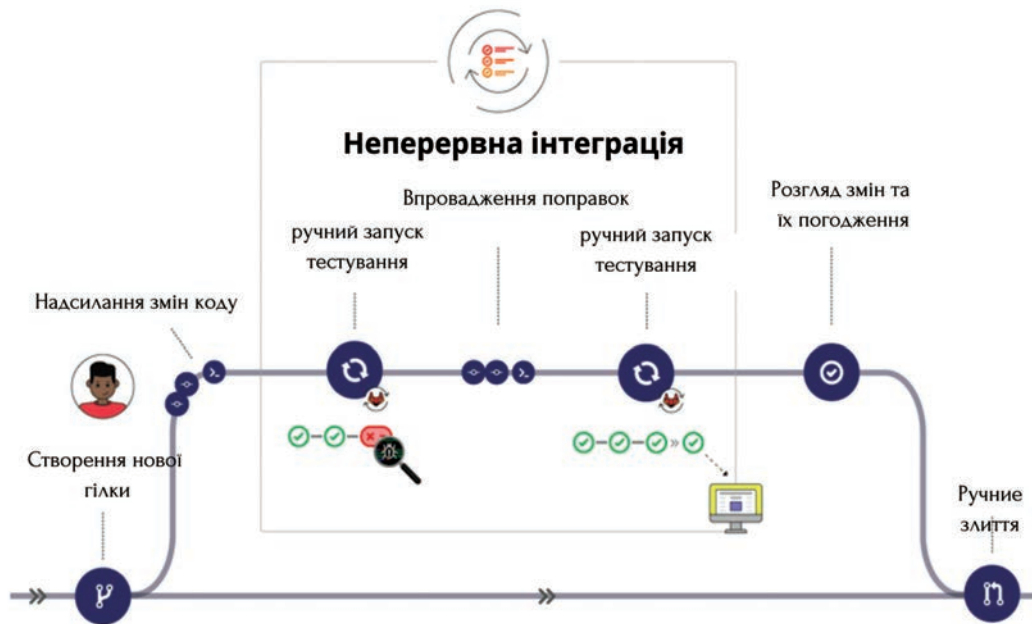 Неперервна інтеграція
Впровадження поправок
Розгляд змін та
їх погодження
ручний запуск
тестування
ручний запуск
тестування
Надсилання змін коду
Створення нової
гілки
Ручние
злиття